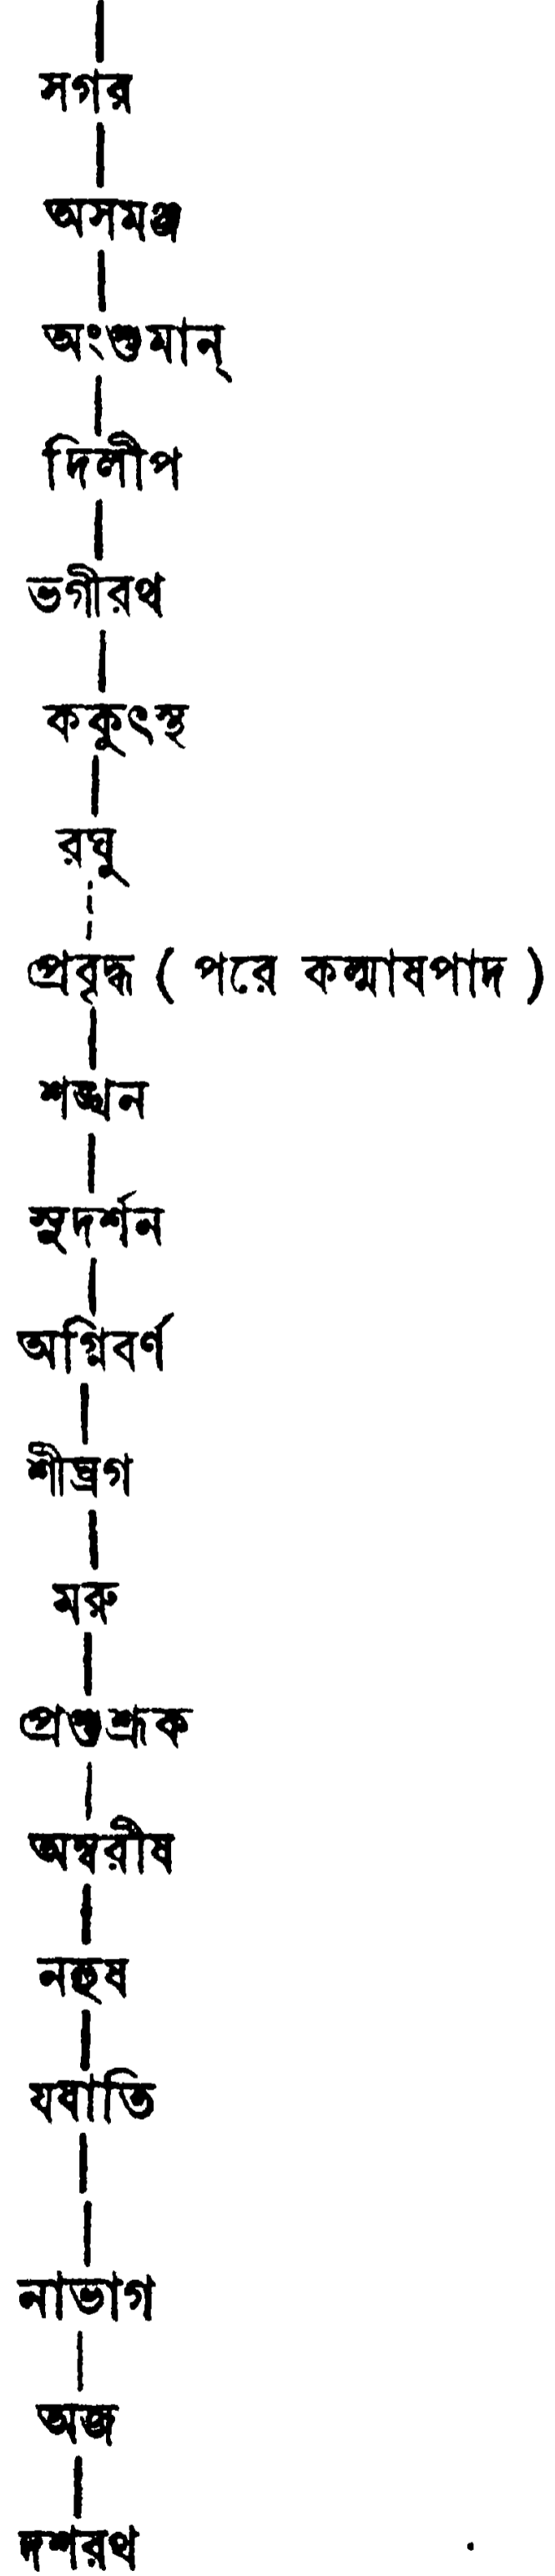 সগর
অসমঞ্জ
অংশুমান্
দিলীপ
ভগীরথ
ককুৎস্থ
রঘু
প্রবৃদ্ধ ( পরে কল্মাষপাদ )
শঙ্খন
সুদর্শন
অগ্নিবর্ণ
শীঘ্রগ
মরু
প্রশুশ্রূক
অম্বরীষ
নহুষ
যযাতি
নাভাগ
অজ
দশরথ